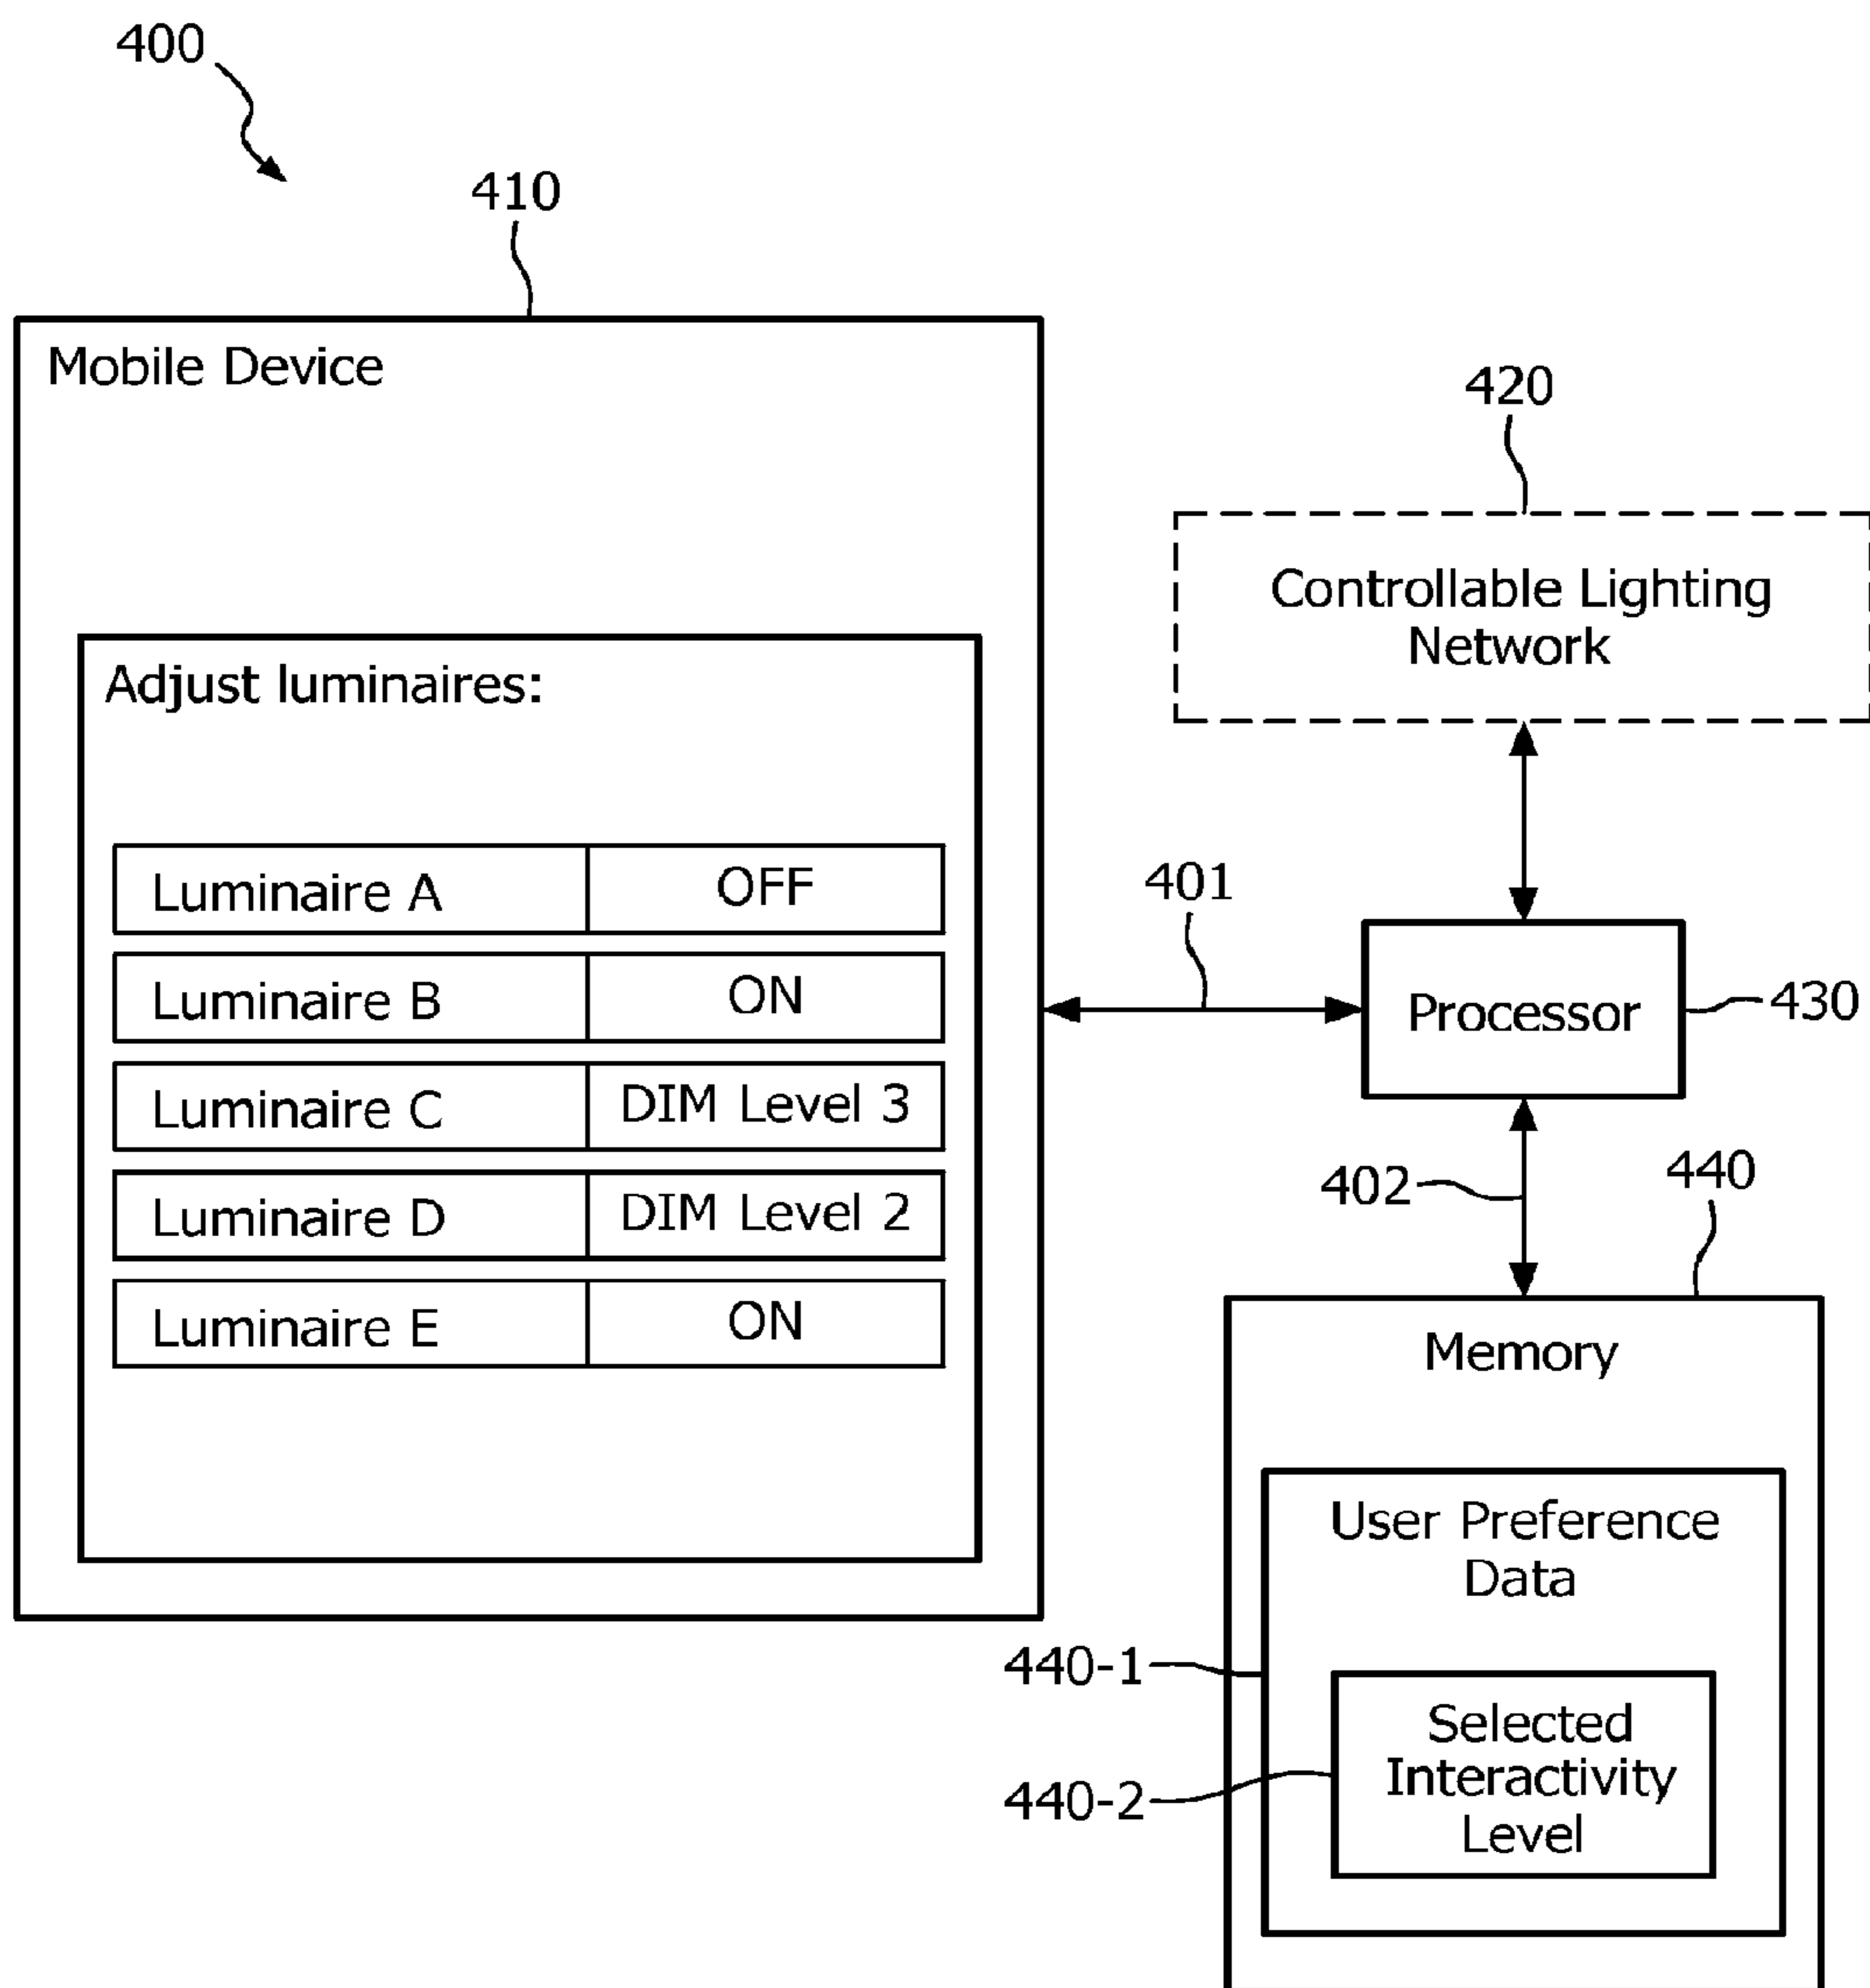 400
410
Mobile Device
Adjust luminaires:
Luminaire A OFF
Luminaire B ON
Luminaire C DIM Level 3
Luminaire D DIM Level 2
Luminaire E ON
420
Controllable Lighting
Network
401
Processor
430
402
440
Memory
User Preference
Data
440-1
Selected
Interactivity
Level
440-2